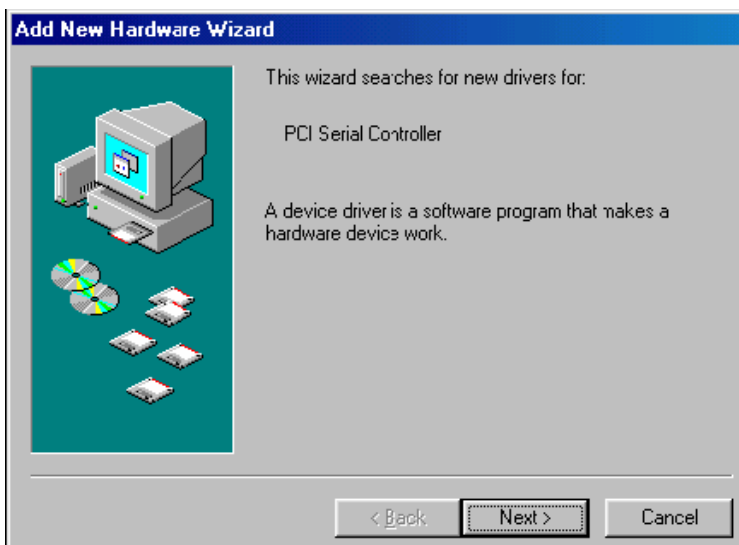 Add New Hardware Wizard
This wizard searches for new drivers for:
PCI Serial Controller
A device driver is a software program that makes a
hardware device work.
< Back
Next >
Cancel